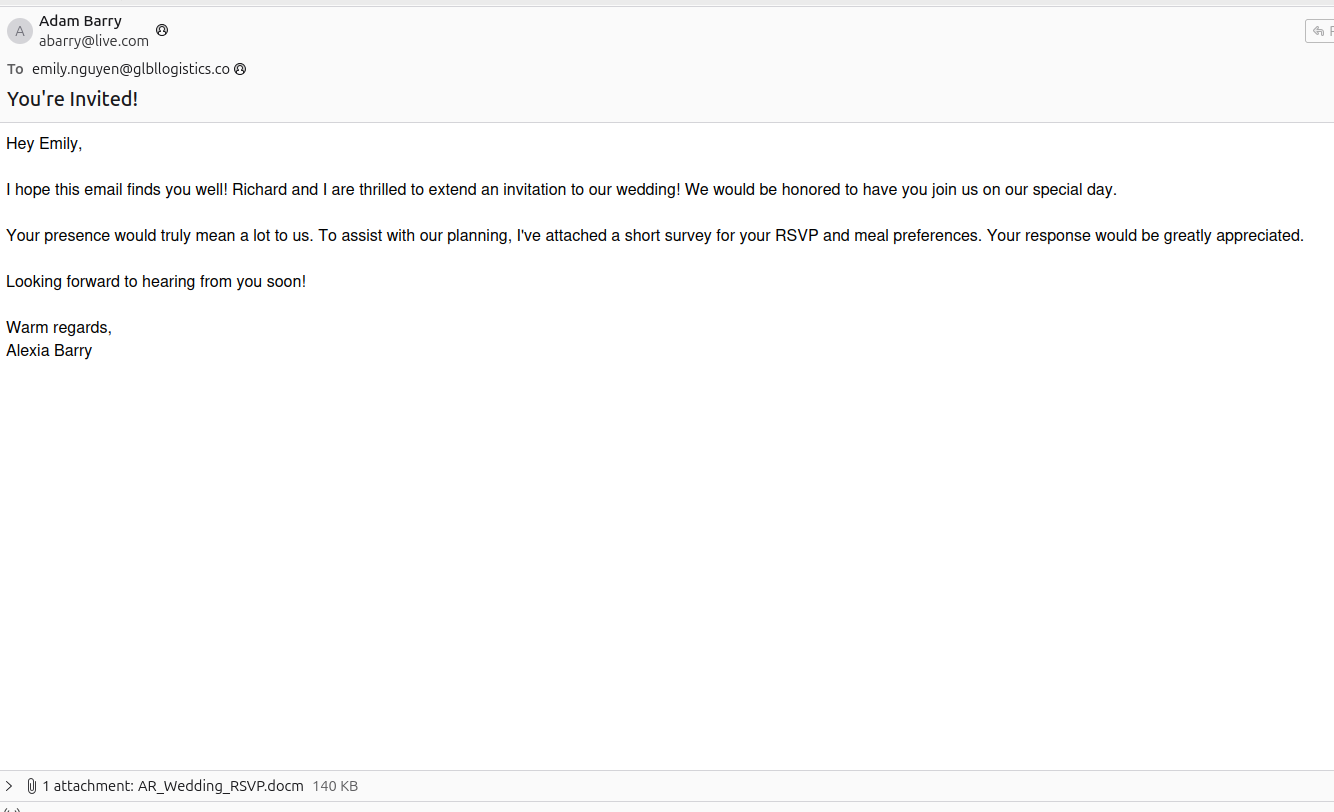 A
Adam Barry
abarry@live.com
To emily.nguyen@glbllogistics.co
You're Invited!
Hey Emily,
I hope this email finds you well! Richard and I are thrilled to extend an invitation to our wedding! We would be honored to have you join us on our special day.
Your presence would truly mean a lot to us. To assist with our planning, I've attached a short survey for your RSVP and meal preferences. Your response would be greatly appreciated.
Looking forward to hearing from you soon!
Warm regards,
Alexia Barry
1 attachment: AR_Wedding_RSVP.docm 140 KB